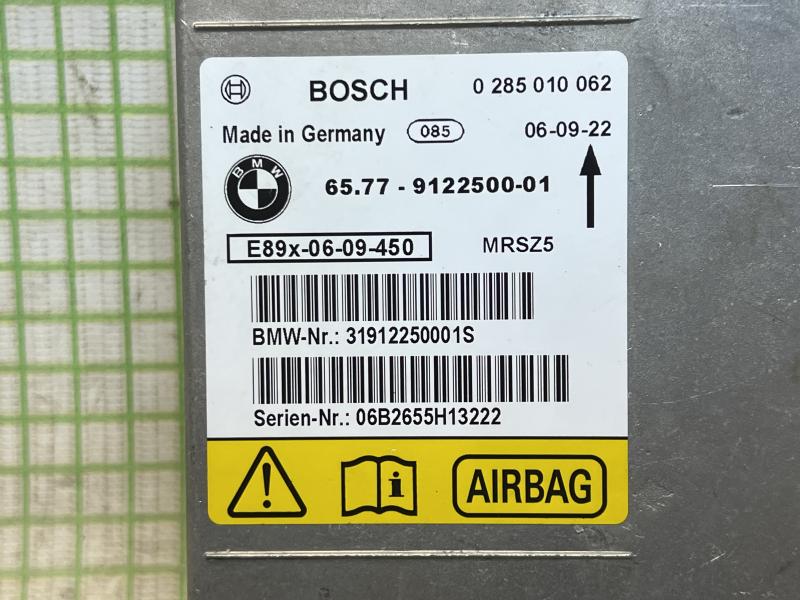 BOSCH 0 285 010 062
Made in Germany 085 06-09-22
BMW 65.77 - 9122500-01
E89x-06-09-450 MRSZ5
BMW-Nr.: 31912250001S
Serien-Nr.: 06B2655H13222
! i AIRBAG